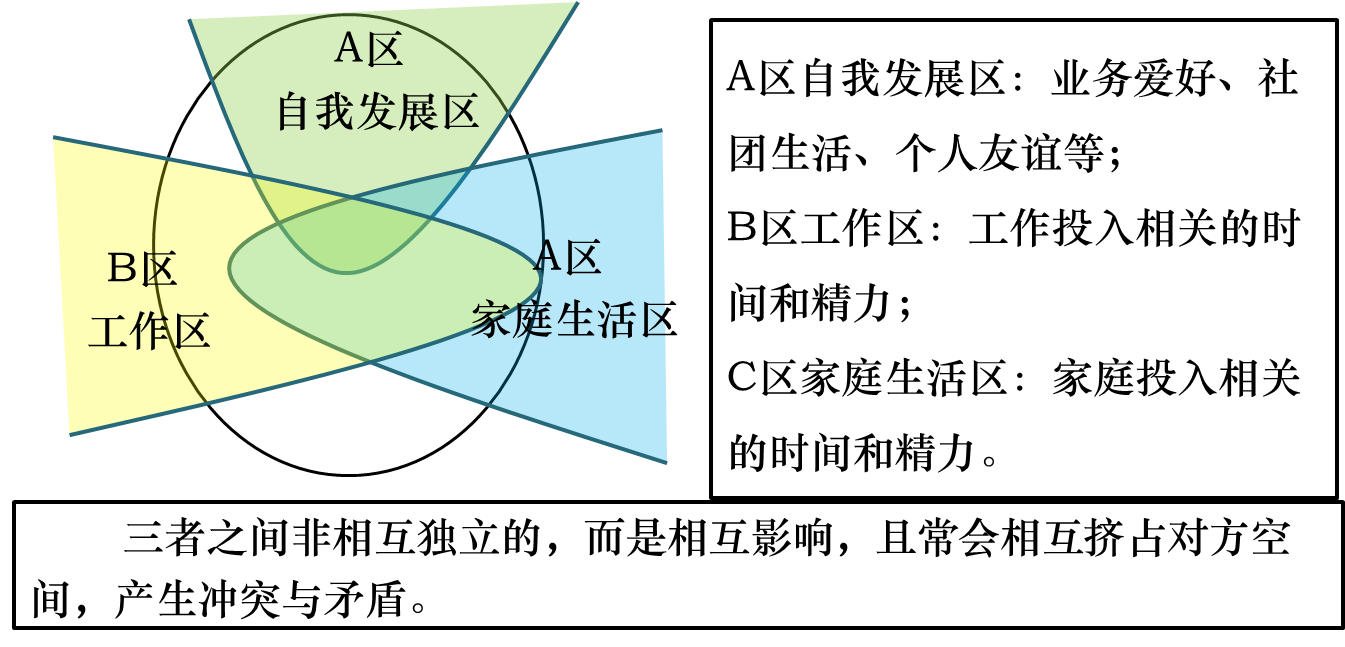 A区
自我发展区
B区
工作区
A区
家庭生活区
A区自我发展区：业务爱好、社
团生活、个人友谊等；
B区工作区：工作投入相关的时
间和精力；
C区家庭生活区：家庭投入相关
的时间和精力。
三者之间非相互独立的，而是相互影响，且常会相互挤占对方空
间，产生冲突与矛盾。